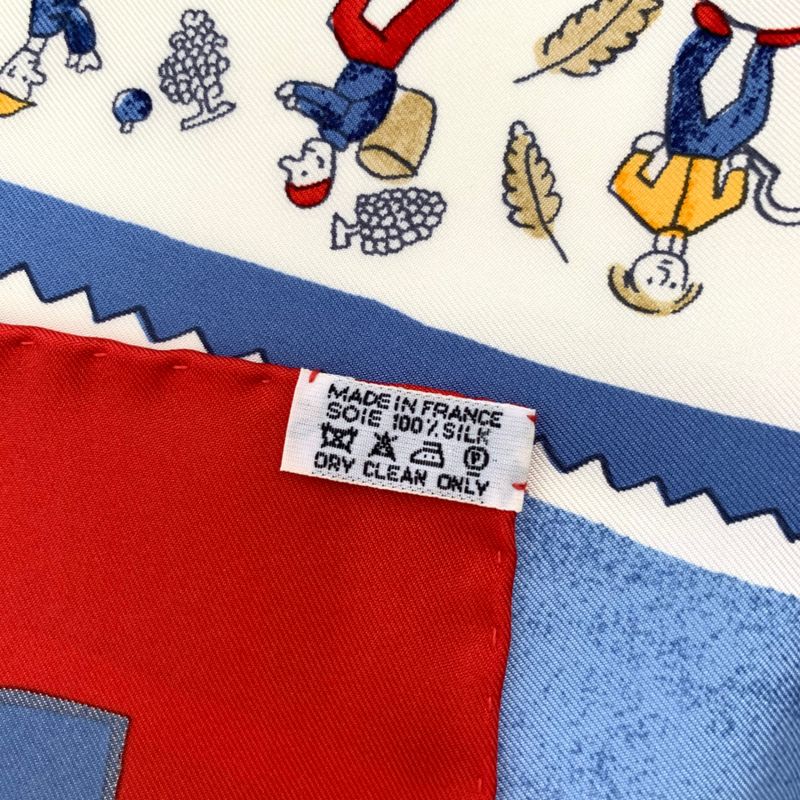 MADE IN FRANCE
SOIE 100% SILK
P
DRY CLEAN ONLY